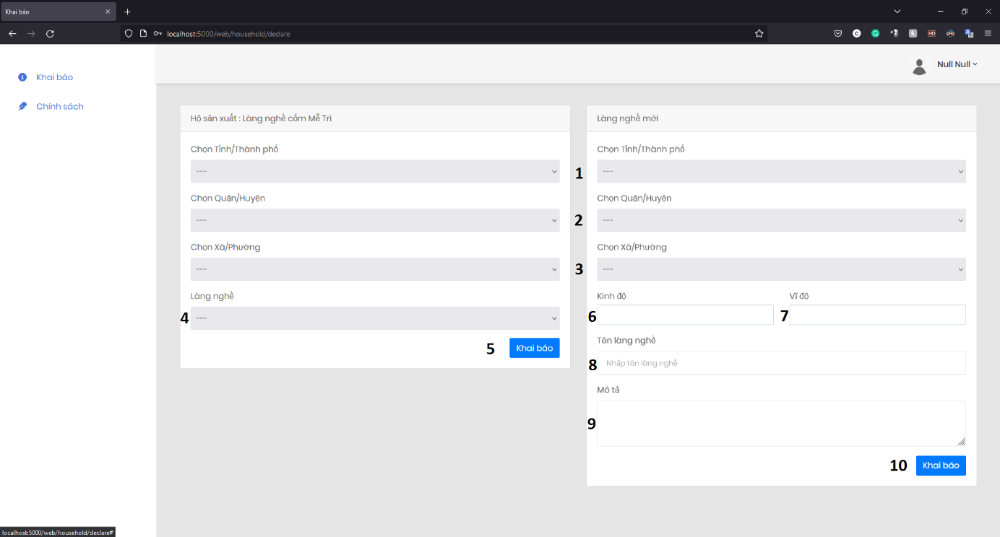 Khai báo
localhost:5000/web/household/declare
HD
Khai báo
Chính sách
Null Null
Hộ sản xuất : Làng nghề cốm Mễ Trì
Chọn Tỉnh/Thành phố
---
Chọn Quận/Huyện
---
Chọn Xã/Phường
---
Làng nghề
4 ---
5 Khai báo
Làng nghề mới
Chọn Tỉnh/Thành phố
1 ---
Chọn Quận/Huyện
2 ---
Chọn Xã/Phường
3 ---
Kinh độ Vĩ độ
6 7
Tên làng nghề
8 Nhập tên làng nghề
Mô tả
9
10 Khai báo
localhost:5000/web/household/declare#